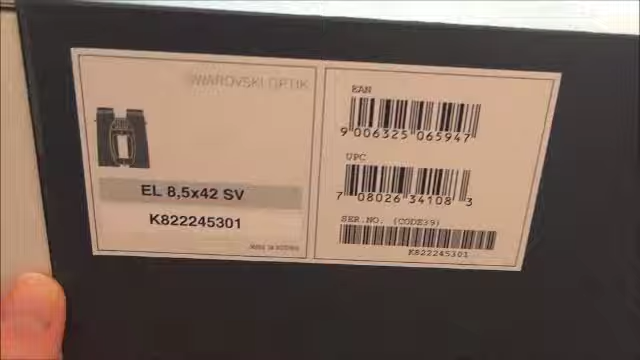 SWAROVSKI OPTIK
EL 8,5x42 SV
K822245301
MADE IN AUSTRIA
EAN
9 006325 065947
UPC
7 08026 34108 3
SER.NO. (CODE39)
K822245301